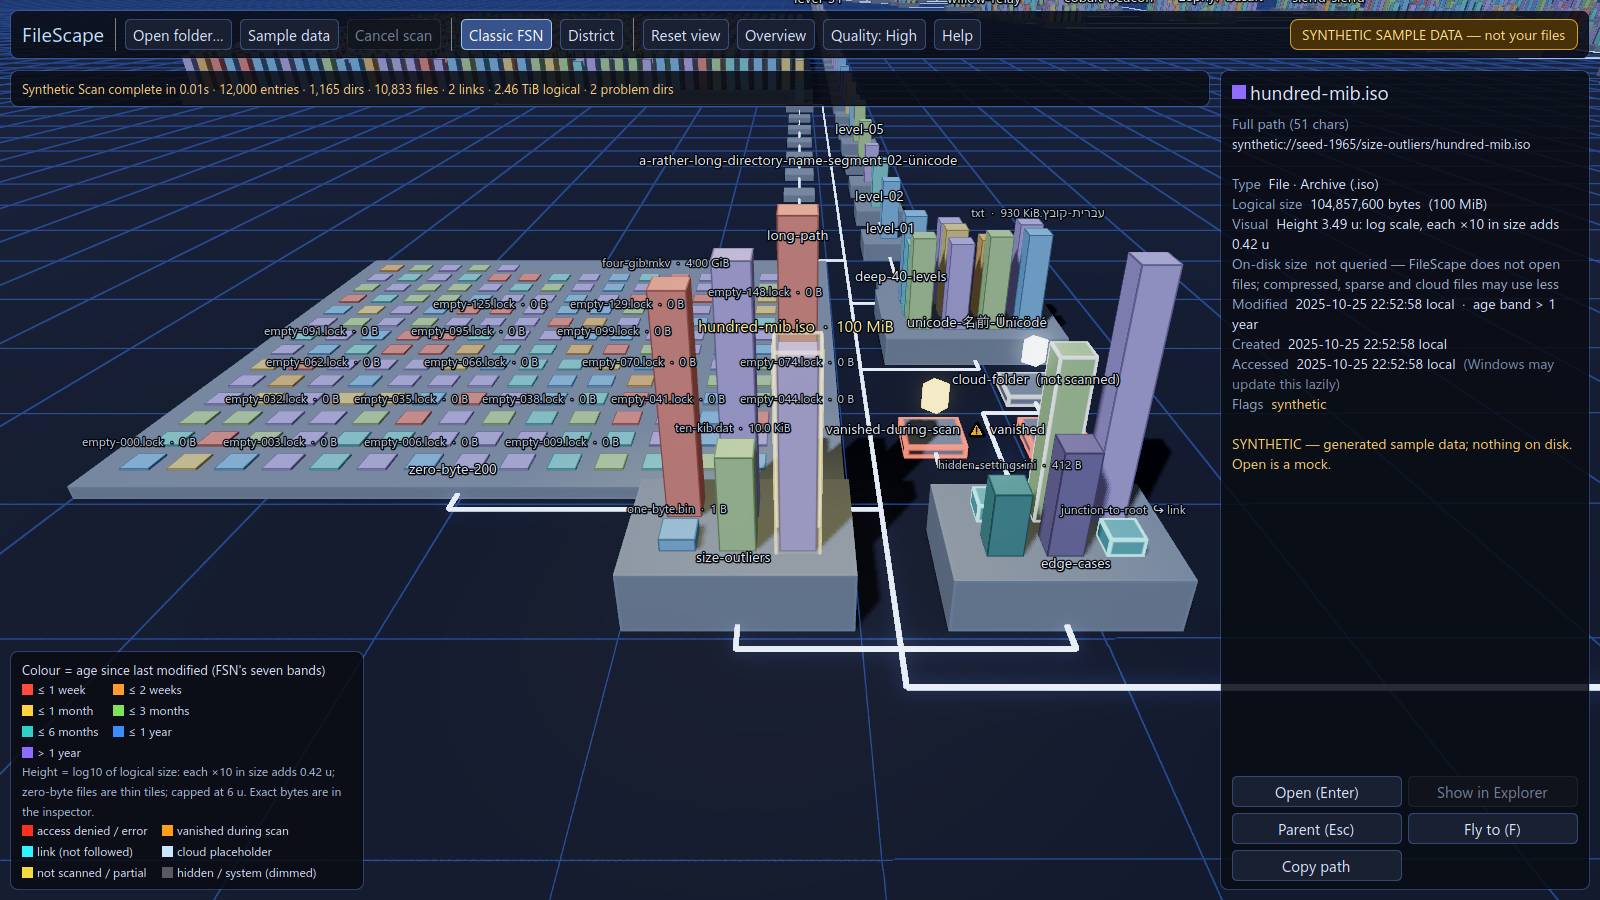 FileScape
Open folder...
Sample data
Cancel scan
Classic FSN
District
Reset view
Overview
Quality: High
Help
SYNTHETIC SAMPLE DATA — not your files
Synthetic Scan complete in 0.01s · 12,000 entries · 1,165 dirs · 10,833 files · 2 links · 2.46 TiB logical · 2 problem dirs
level-05
a-rather-long-directory-name-segment-02-ünicode
level-02
txt · 930 KiB עברית-קובץ
level-01
long-path
four-gib.mkv · 4.00 GiB
deep-40-levels
empty-148.lock · 0 B
empty-125.lock · 0 B
empty-129.lock · 0 B
hundred-mib.iso · 100 MiB
unicode-名前-Ünïcödé
empty-091.lock · 0 B
empty-095.lock · 0 B
empty-099.lock · 0 B
empty-062.lock · 0 B
empty-066.lock · 0 B
empty-070.lock · 0 B
empty-074.lock · 0 B
cloud-folder (not scanned)
empty-032.lock · 0 B
empty-035.lock · 0 B
empty-038.lock · 0 B
empty-041.lock · 0 B
empty-044.lock · 0 B
ten-kib.dat · 10.0 KiB
vanished-during-scan ⚠ vanished
empty-000.lock · 0 B
empty-003.lock · 0 B
empty-006.lock · 0 B
empty-009.lock · 0 B
zero-byte-200
hidden-settings.ini · 412 B
one-byte.bin · 1 B
junction-to-root ↪ link
size-outliers
edge-cases
hundred-mib.iso
Full path (51 chars)
synthetic://seed-1965/size-outliers/hundred-mib.iso
Type File · Archive (.iso)
Logical size 104,857,600 bytes (100 MiB)
Visual Height 3.49 u: log scale, each ×10 in size adds
0.42 u
On-disk size not queried — FileScape does not open
files; compressed, sparse and cloud files may use less
Modified 2025-10-25 22:52:58 local · age band > 1
year
Created 2025-10-25 22:52:58 local
Accessed 2025-10-25 22:52:58 local (Windows may
update this lazily)
Flags synthetic
SYNTHETIC — generated sample data; nothing on disk.
Open is a mock.
Open (Enter)
Show in Explorer
Parent (Esc)
Fly to (F)
Copy path
Colour = age since last modified (FSN's seven bands)
≤ 1 week
≤ 2 weeks
≤ 1 month
≤ 3 months
≤ 6 months
≤ 1 year
> 1 year
Height = log10 of logical size: each ×10 in size adds 0.42 u;
zero-byte files are thin tiles; capped at 6 u. Exact bytes are in
the inspector.
access denied / error
vanished during scan
link (not followed)
cloud placeholder
not scanned / partial
hidden / system (dimmed)